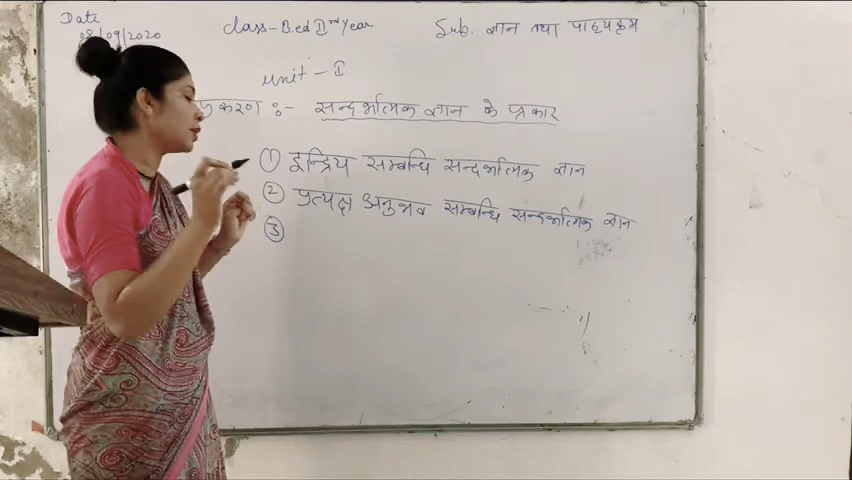 Date
08/09/2020
class- B.ed IInd Year
Sub. ज्ञान तथा पाठ्यक्रम
unit - I
प्रकरण :- सन्दर्भात्मक ज्ञान के प्रकार
① इन्द्रिय सम्बन्धि सन्दर्भात्मक ज्ञान
② प्रत्यक्ष अनुभव सम्बन्धि सन्दर्भात्मक ज्ञान
③